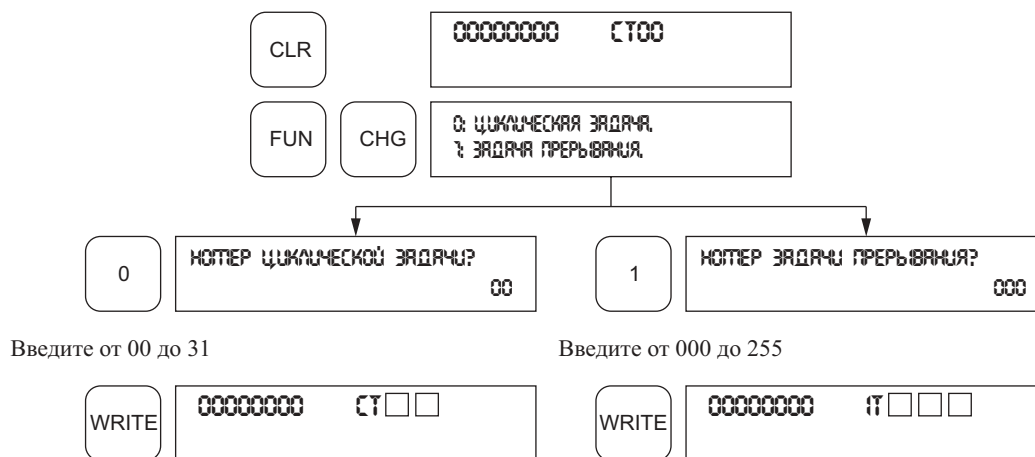 CLR
00000000 CT00
FUN CHG
0: ЦИКЛИЧЕСКАЯ ЗАДАЧА.
1: ЗАДАЧА ПРЕРЫВАНИЯ.
0
НОМЕР ЦИКЛИЧЕСКОЙ ЗАДАЧИ?
00
1
НОМЕР ЗАДАЧИ ПРЕРЫВАНИЯ?
000
Введите от 00 до 31
Введите от 000 до 255
WRITE
00000000 CT□□
WRITE
00000000 IT□□□